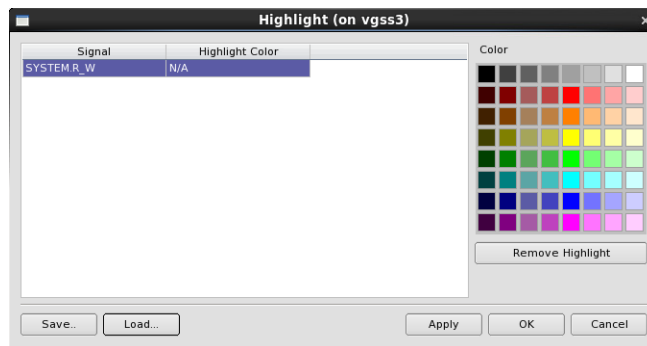 Highlight (on vgss3)
Signal Highlight Color
SYSTEM.R_W N/A
Color
Remove Highlight
Save.. Load... Apply OK Cancel